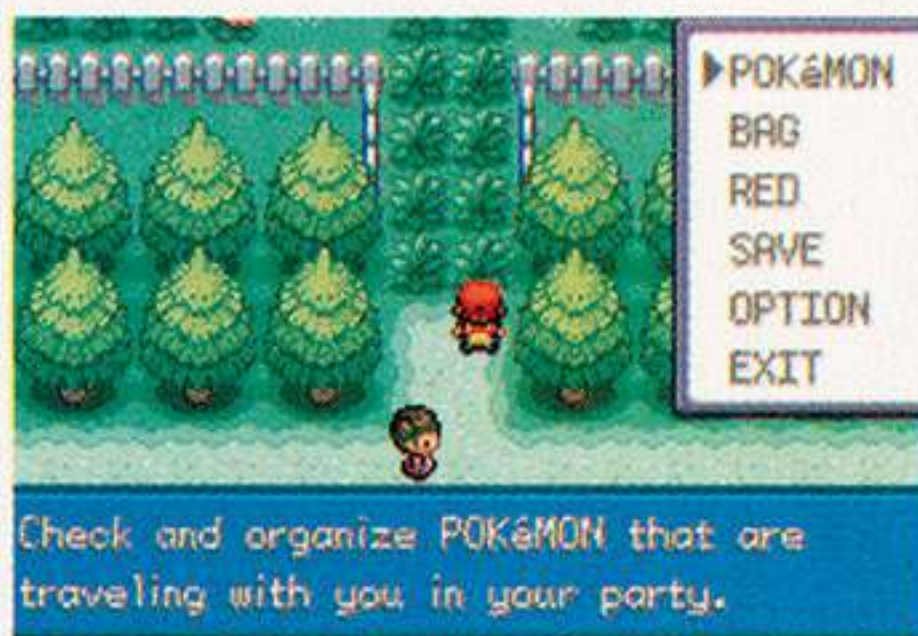 POKéMON
BAG
RED
SAVE
OPTION
EXIT
Check and organize POKéMON that are
traveling with you in your party.